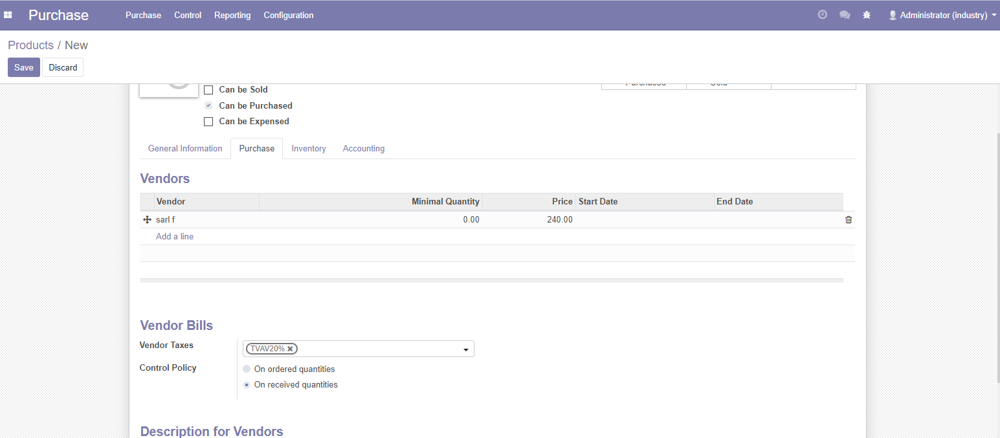 Purchase Purchase Control Reporting Configuration Administrator (industry)
Products / New
Save Discard
Can be Sold
Can be Purchased
Can be Expensed
General Information Purchase Inventory Accounting
Vendors
Vendor Minimal Quantity Price Start Date End Date
sarl f 0.00 240.00
Add a line
Vendor Bills
Vendor Taxes TVAV20%
Control Policy On ordered quantities
On received quantities
Description for Vendors